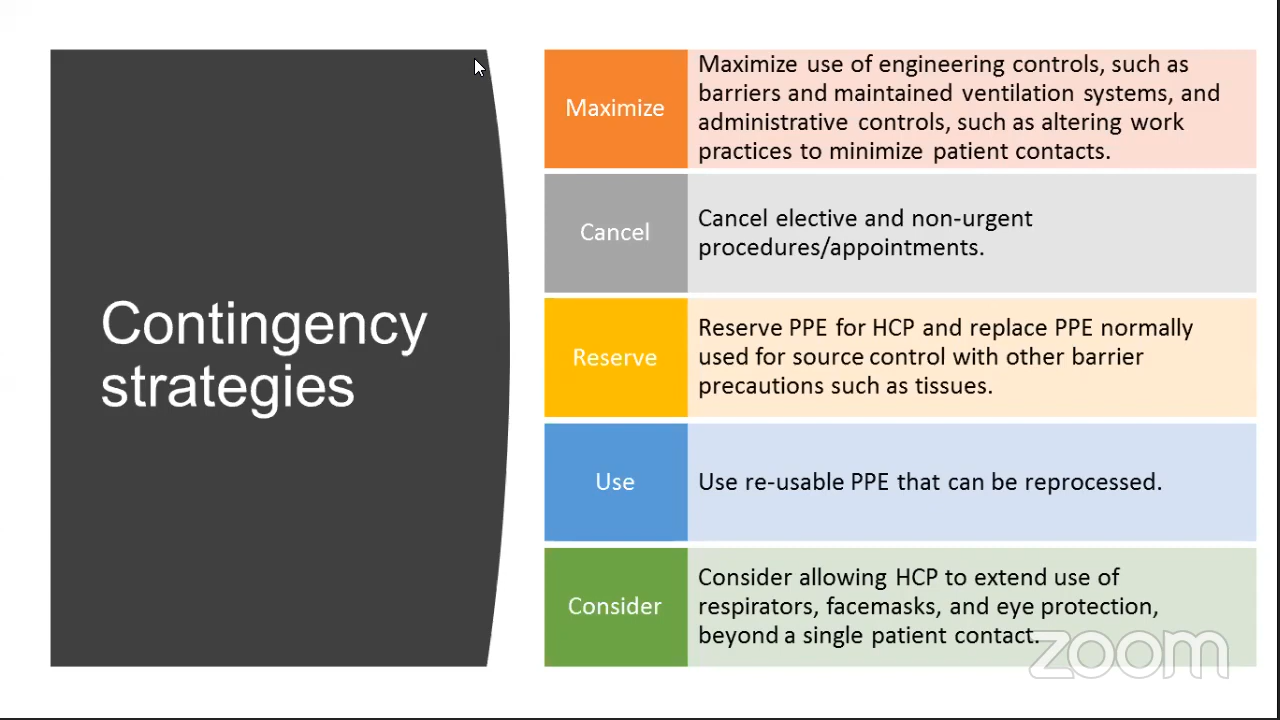 Contingency
strategies
Maximize
Maximize use of engineering controls, such as
barriers and maintained ventilation systems, and
administrative controls, such as altering work
practices to minimize patient contacts.
Cancel
Cancel elective and non-urgent
procedures/appointments.
Reserve
Reserve PPE for HCP and replace PPE normally
used for source control with other barrier
precautions such as tissues.
Use
Use re-usable PPE that can be reprocessed.
Consider
Consider allowing HCP to extend use of
respirators, facemasks, and eye protection,
beyond a single patient contact.
zoom